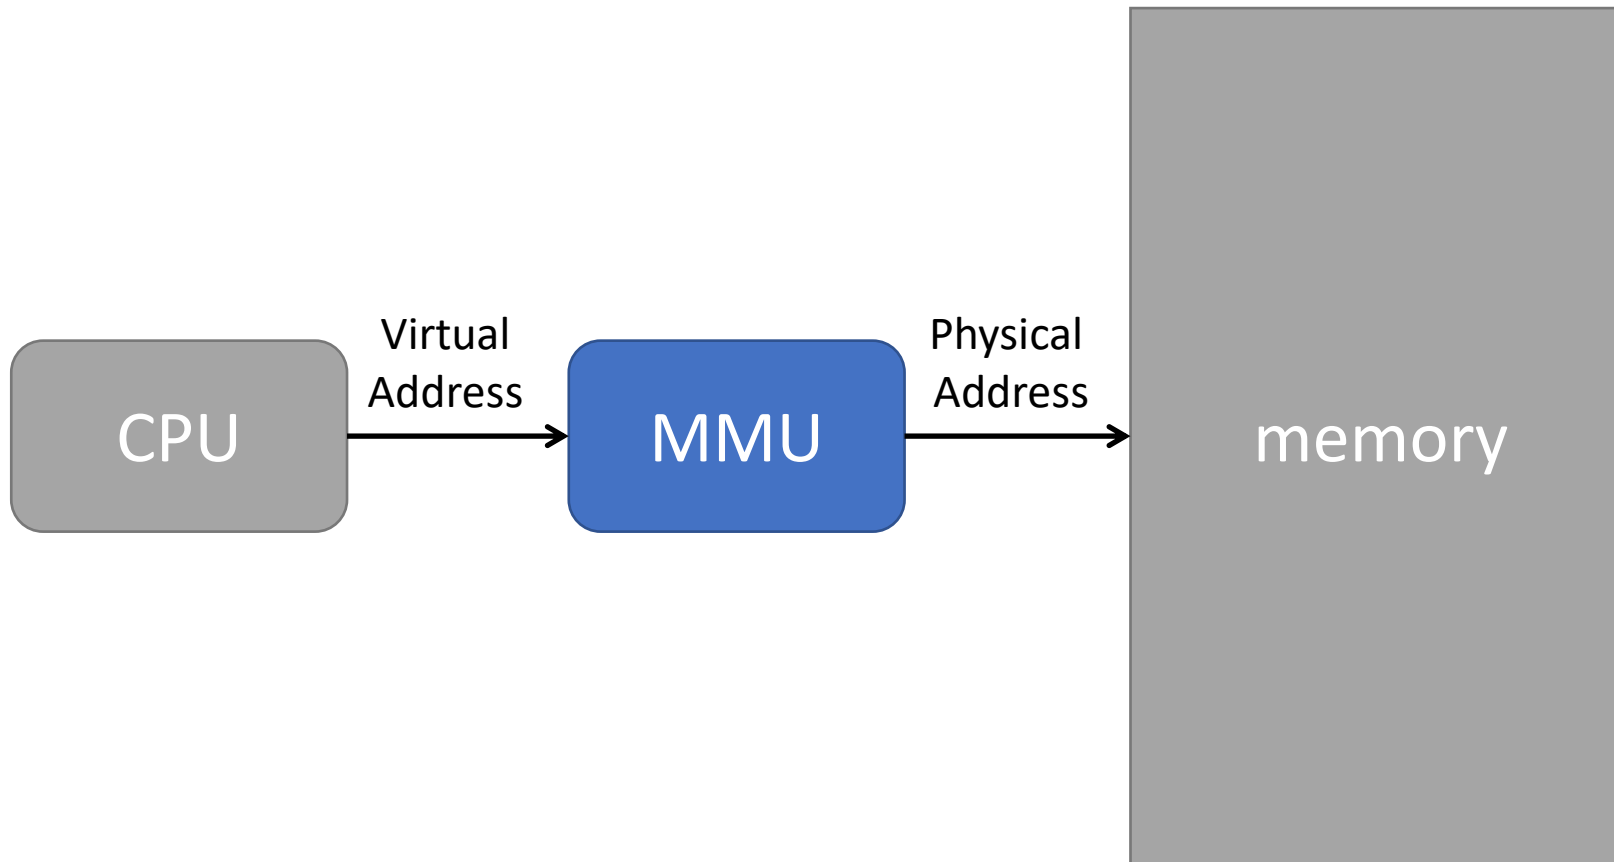 CPU
Virtual
Address
MMU
Physical
Address
memory